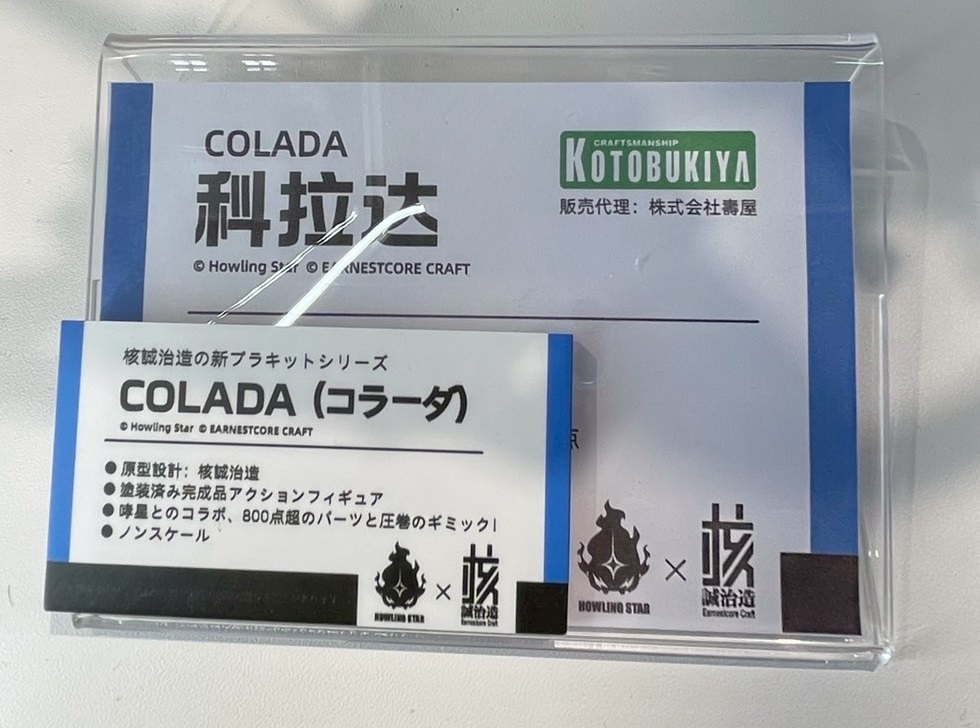 COLADA
科拉达
© Howling Star © EARNESTCORE CRAFT
CRAFTSMANSHIP
KOTOBUKIYA
販売代理：株式会社壽屋
HOWLING STAR
×
核
誠治造
Earnestcore Craft
核誠治造の新プラキットシリーズ
COLADA（コラーダ）
© Howling Star © EARNESTCORE CRAFT
●原型設計：核誠治造
●塗装済み完成品アクションフィギュア
●哮星とのコラボ、800点超のパーツと圧巻のギミック!
●ノンスケール
HOWLING STAR
×
核
誠治造
Earnestcore Craft